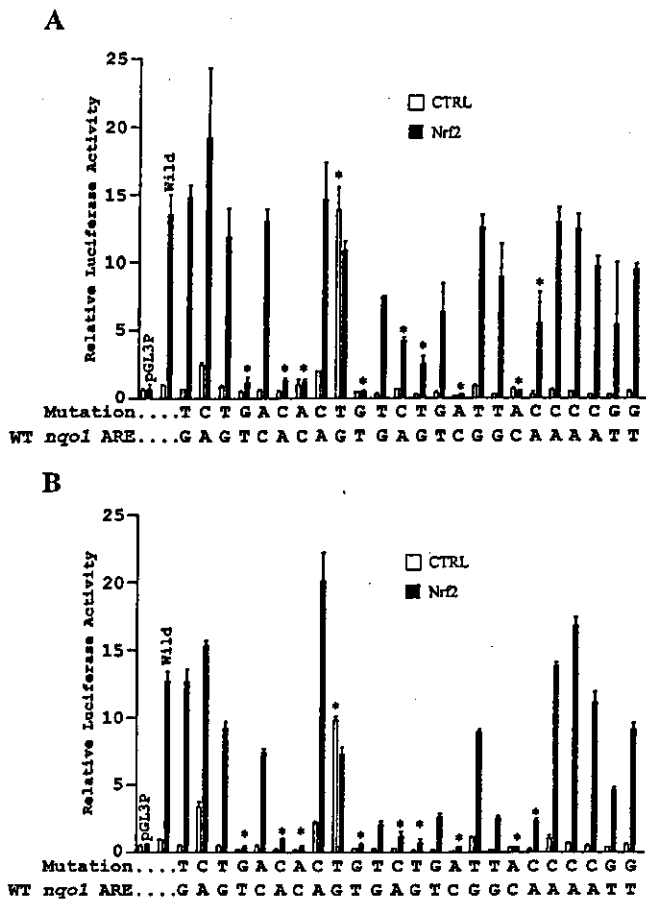 A
25
20
15
10
5
0
Relative Luciferase Activity
pGL3P
Wild
CTRL
Nrf2
* * * * * * * * * * *
Mutation....T C T G A C A C T G T C T G A T T A C C C C G G
WT nqo1 ARE....G A G T C A C A G T G A G T C G G C A A A A T T
B
25
20
15
10
5
0
Relative Luciferase Activity
pGL3P
Wild
CTRL
Nrf2
* * * * * * * * * *
Mutation....T C T G A C A C T G T C T G A T T A C C C C G G
WT nqo1 ARE....G A G T C A C A G T G A G T C G G C A A A A T T